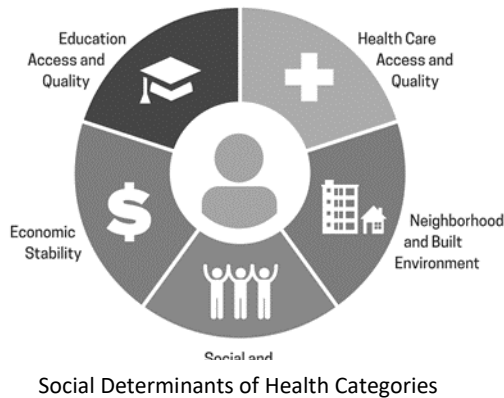 Education
Access and
Quality
Health Care
Access and
Quality
Economic
Stability
$
Neighborhood
and Built
Environment
Social and
Social Determinants of Health Categories